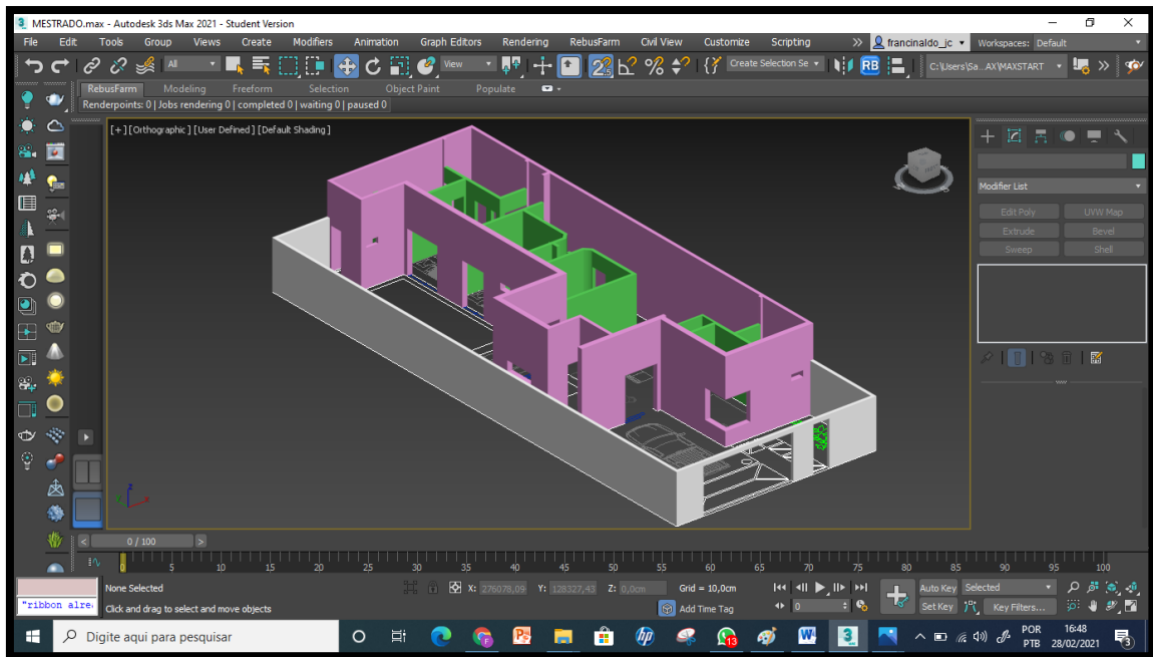 3 MESTRADO.max - Autodesk 3ds Max 2021 - Student Version
File Edit Tools Group Views Create Modifiers Animation Graph Editors Rendering RebusFarm Civil View Customize Scripting >> francinaldo_jc Workspaces: Default
All View Create Selection Se RB C:\Users\Sa...AX\MAXSTART >>
RebusFarm Modeling Freeform Selection Object Paint Populate
Renderpoints: 0 | Jobs rendering 0 | completed 0 | waiting 0 | paused 0
[+] [Orthographic] [User Defined] [Default Shading]
Modifier List
Edit Poly UVW Map
Extrude Bevel
Sweep Shell
z
x
< 0 / 100 >
0 5 10 15 20 25 30 35 40 45 50 55 60 65 70 75 80 85 90 95 100
None Selected X: 276078,09 Y: 128327,43 Z: 0,0cm Grid = 10,0cm Auto Key Selected
"ribbon alre Click and drag to select and move objects Add Time Tag 0 Set Key Key Filters...
Digite aqui para pesquisar 13 POR 16:48
PTB 28/02/2021 3